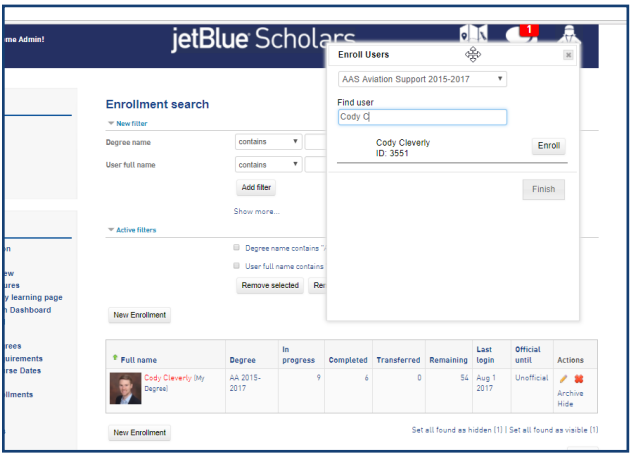 me Admin!
jetBlue Scholars
1
Enroll Users
AAS Aviation Support 2015-2017
Find user
Cody C
Cody Cleverly
ID: 3551
Enroll
Finish
Enrollment search
New filter
Degree name
contains
User full name
contains
Add filter
Show more...
Active filters
Degree name contains "
User full name contains
Remove selected
Rem
New Enrollment
on
ew
ures
y learning page
n Dashboard
rees
uirements
rse Dates
llments
Full name
Degree
In progress
Completed
Transferred
Remaining
Last login
Official until
Actions
Cody Cleverly (My Degree)
AA 2015-2017
9
6
0
54
Aug 1 2017
Unofficial
Archive
Hide
New Enrollment
Set all found as hidden (1) | Set all found as visible (1)